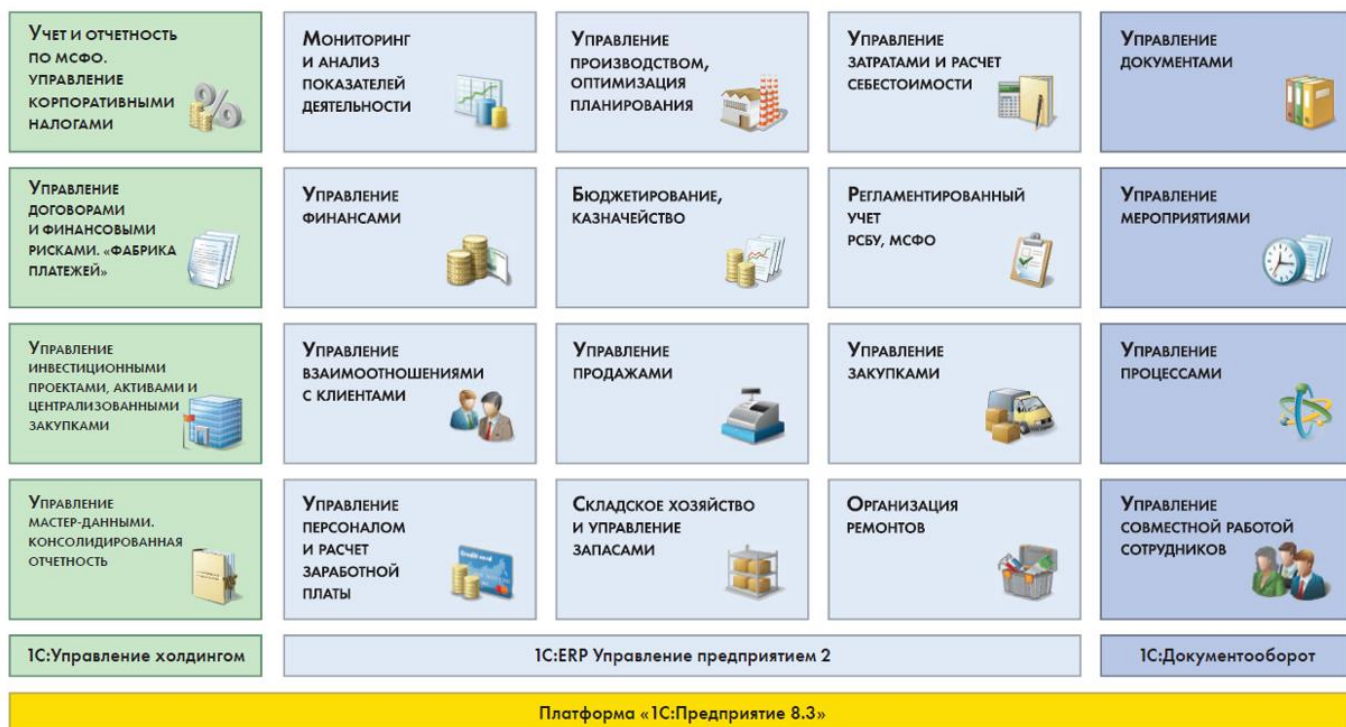 Учет и отчетность
по МСФО.
Управление
корпоративными
налогами
Мониторинг
и анализ
показателей
деятельности
Управление
производством,
оптимизация
планирования
Управление
затратами и расчет
себестоимости
Управление
документами
Управление
договорами
и финансовыми
рисками. «Фабрика
платежей»
Управление
финансами
Бюджетирование,
казначейство
Регламентированный
учет
РСБУ, МСФО
Управление
мероприятиями
Управление
инвестиционными
проектами, активами и
централизованными
закупками
Управление
взаимоотношениями
с клиентами
Управление
продажами
Управление
закупками
Управление
процессами
Управление
мастер-данными.
Консолидированная
отчетность
Управление
персоналом
и расчет
заработной
платы
Складское хозяйство
и управление
запасами
Организация
ремонтов
Управление
совместной работой
сотрудников
1С:Управление холдингом
1С:ERP Управление предприятием 2
1С:Документооборот
Платформа «1С:Предприятие 8.3»